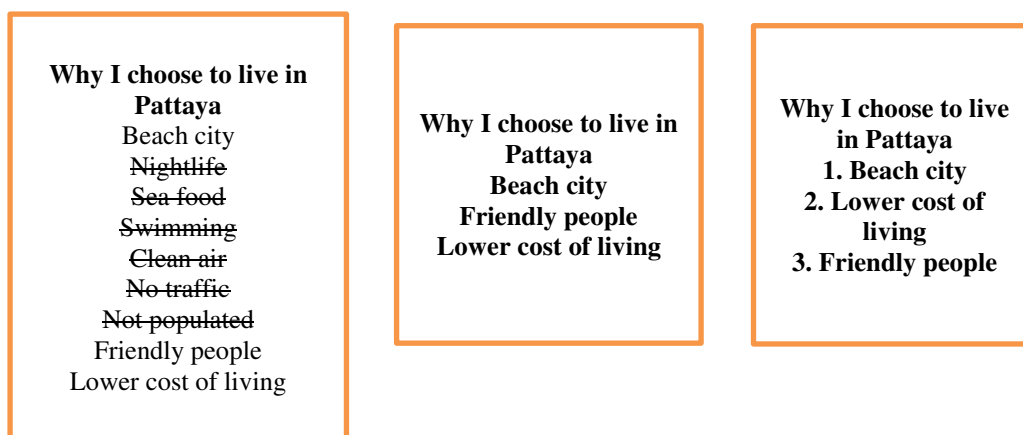 Why I choose to live in
Pattaya
Beach city
Nightlife
Sea food
Swimming
Clean air
No traffic
Not populated
Friendly people
Lower cost of living
Why I choose to live in
Pattaya
Beach city
Friendly people
Lower cost of living
Why I choose to live
in Pattaya
1. Beach city
2. Lower cost of
living
3. Friendly people